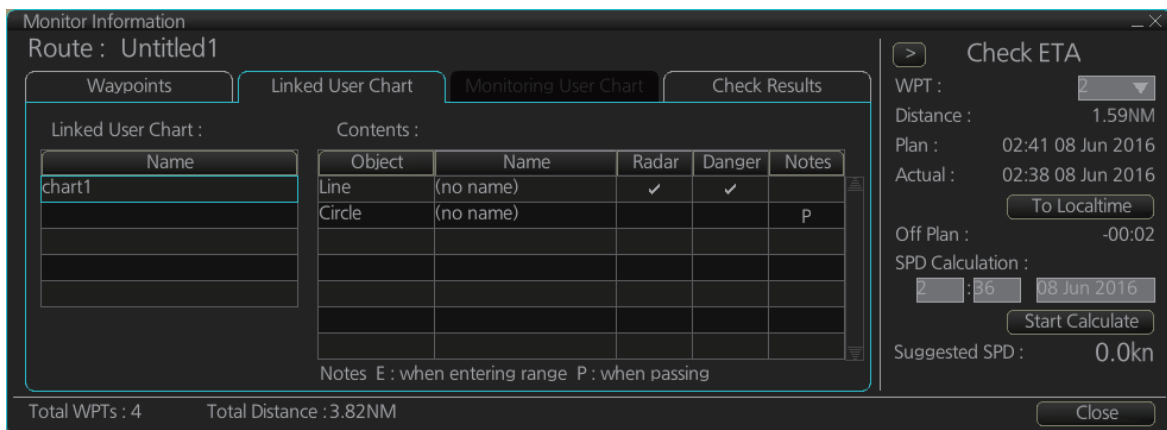 Monitor Information
Route : Untitled1
Waypoints Linked User Chart Monitoring User Chart Check Results
Linked User Chart : Contents :
Name
chart1
Object Name Radar Danger Notes
Line (no name) ✓ ✓
Circle (no name) P
Notes E : when entering range P : when passing
> Check ETA
WPT : 2
Distance : 1.59NM
Plan : 02:41 08 Jun 2016
Actual : 02:38 08 Jun 2016
To Localtime
Off Plan : -00:02
SPD Calculation :
2 : 36 08 Jun 2016
Start Calculate
Suggested SPD : 0.0kn
Total WPTs : 4 Total Distance : 3.82NM
Close